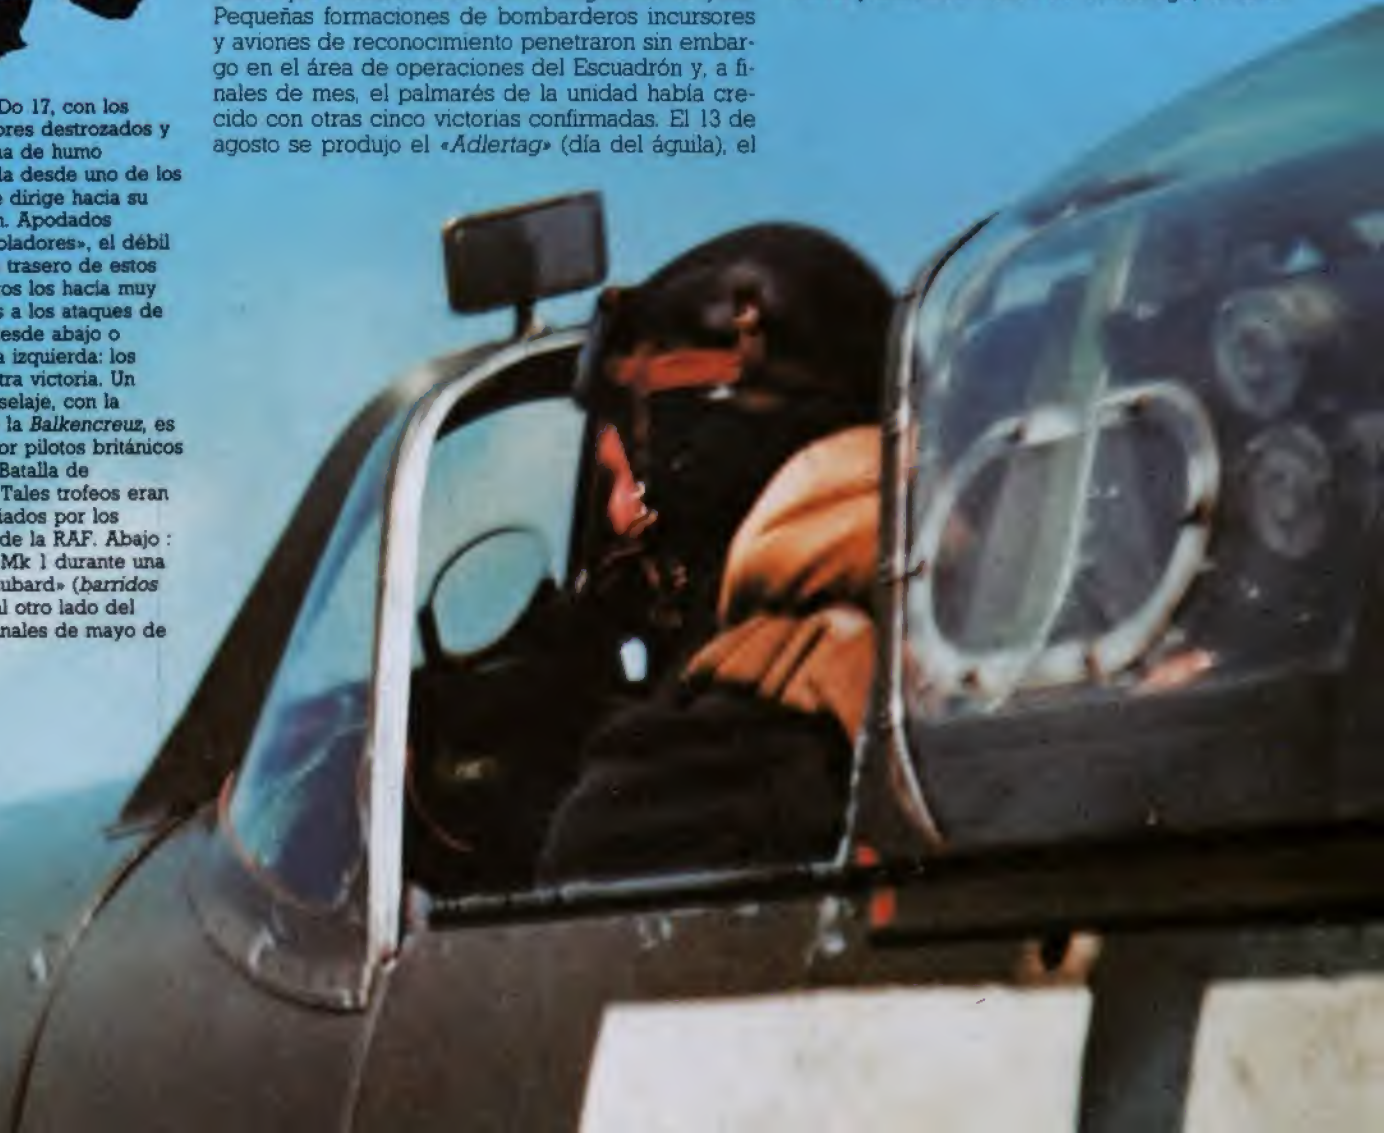 Pequeñas formaciones de bombarderos incursores
y aviones de reconocimiento penetraron sin embar-
go en el área de operaciones del Escuadrón y, a fi-
nales de mes, el palmarés de la unidad había cre-
cido con otras cinco victorias confirmadas. El 13 de
agosto se produjo el «Adlertag» (día del águila), el
Do 17, con los
ores destrozados y
a de humo
la desde uno de los
e dirige hacia su
n. Apodados
oladores», el débil
trasero de estos
os los hacía muy
s a los ataques de
esde abajo o
a izquierda: los
tra victoria. Un
selaje, con la
la Balkencreuz, es
or pilotos británicos
Batalla de
Tales trofeos eran
iados por los
de la RAF. Abajo :
Mk 1 durante una
ubard» (barridos
al otro lado del
nales de mayo de